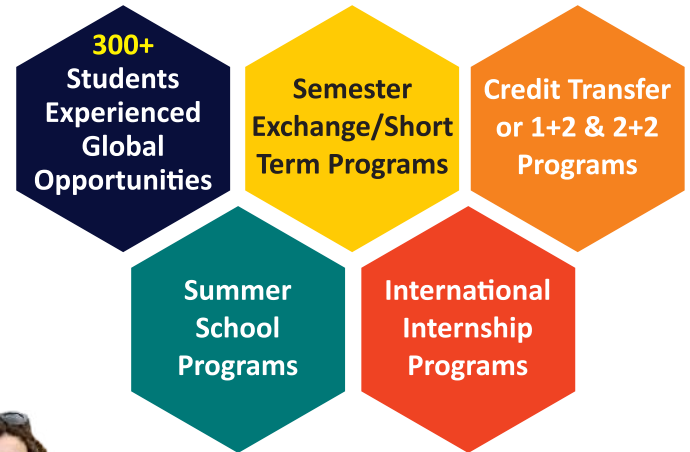 300+
Students
Experienced
Global
Opportunities
Semester
Exchange/Short
Term Programs
Credit Transfer
or 1+2 & 2+2
Programs
Summer
School
Programs
International
Internship
Programs